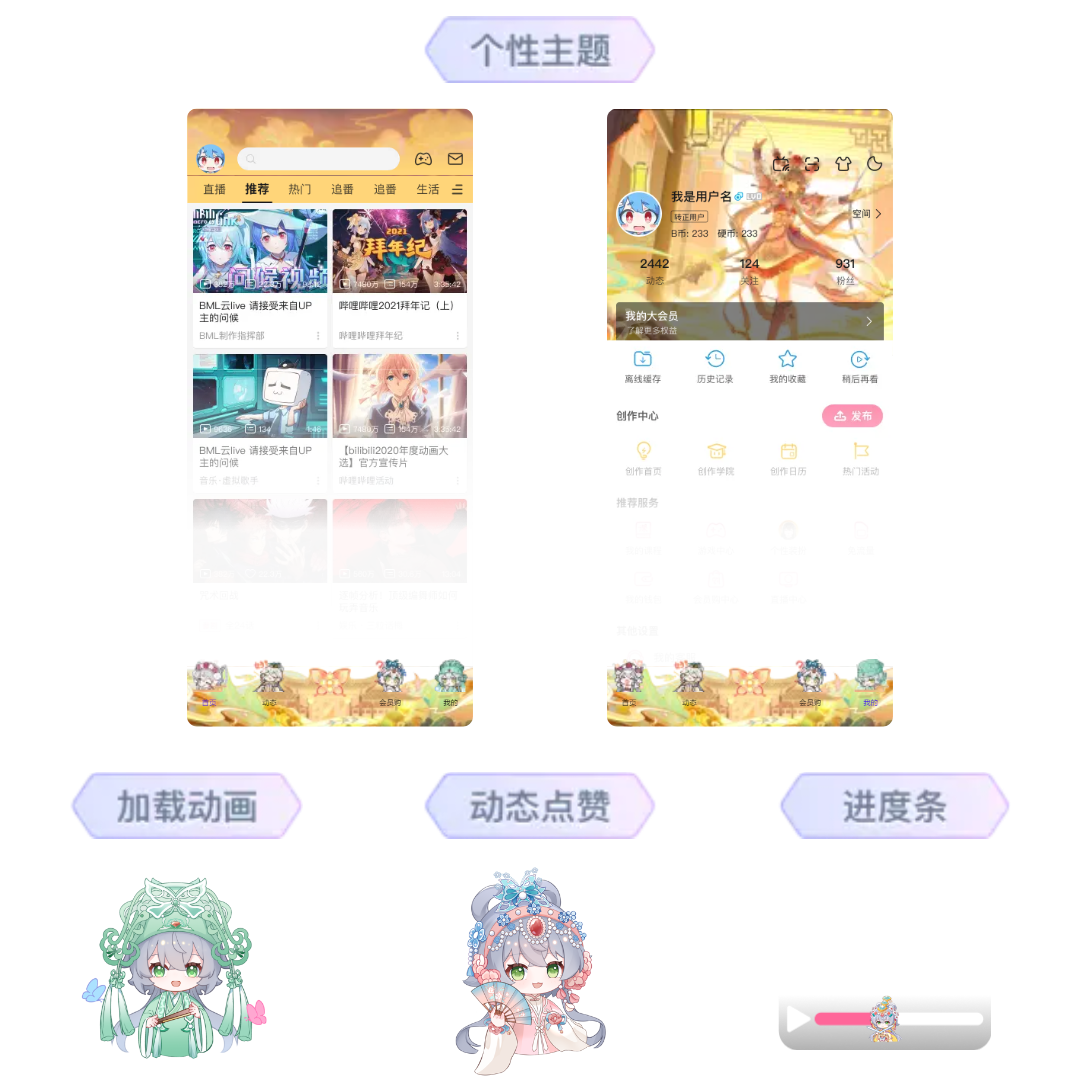 个性主题
直播 推荐 热门 追番 追番 生活
BML云live 请接受来自UP
主的问候
BML制作指挥部
2021
拜年纪
3:39:42
哔哩哔哩2021拜年记（上）
哔哩哔哩拜年纪
134
BML云live 请接受来自UP
主的问候
音乐·虚拟歌手
【bilibili2020年度动画大
选】官方宣传片
哔哩哔哩活动
首页 动态 会员购 我的
我是用户名
转正用户
B币: 233 硬币: 233
空间
2442 124 931
动态 关注 粉丝
我的大会员
了解更多权益
离线缓存 历史记录 我的收藏 稍后再看
创作中心 发布
创作首页 创作学院 创作日历 热门活动
推荐服务
首页 动态 会员购 我的
加载动画 动态点赞 进度条